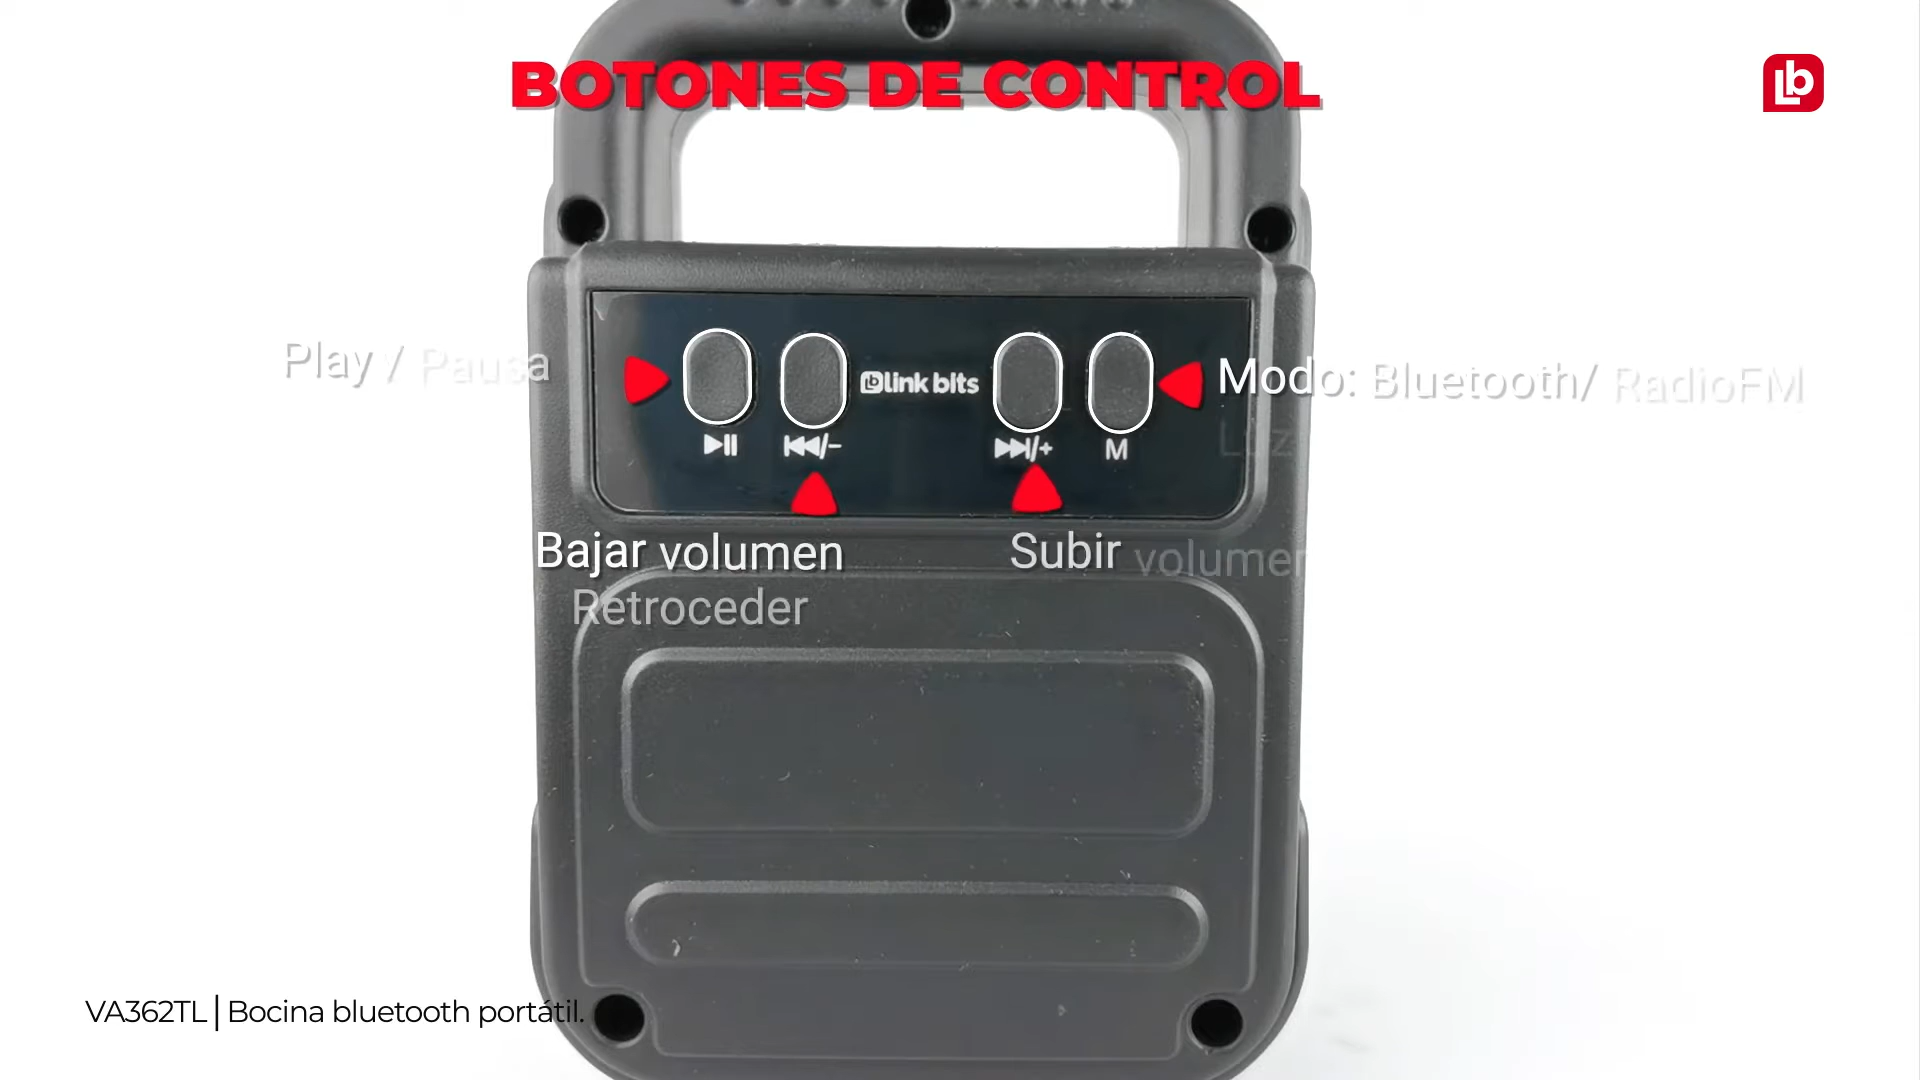 BOTONES DE CONTROL
Play / Pausa
link bits
Modo: Bluetooth/ RadioFM
Luz
/-
/+
M
Bajar volumen
Subir volumen
Retroceder
VA362TL | Bocina bluetooth portátil.